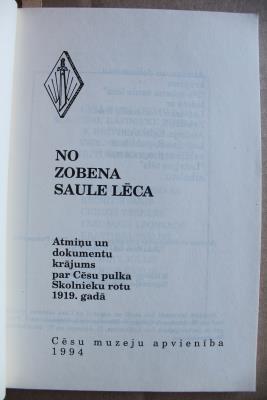 NO
ZOBENA
SAULE LĒCA
Atmiņu un
dokumentu
krājums
par Cēsu pulka
Skolnieku rotu
1919. gadā
Cēsu muzeju apvienība
1994